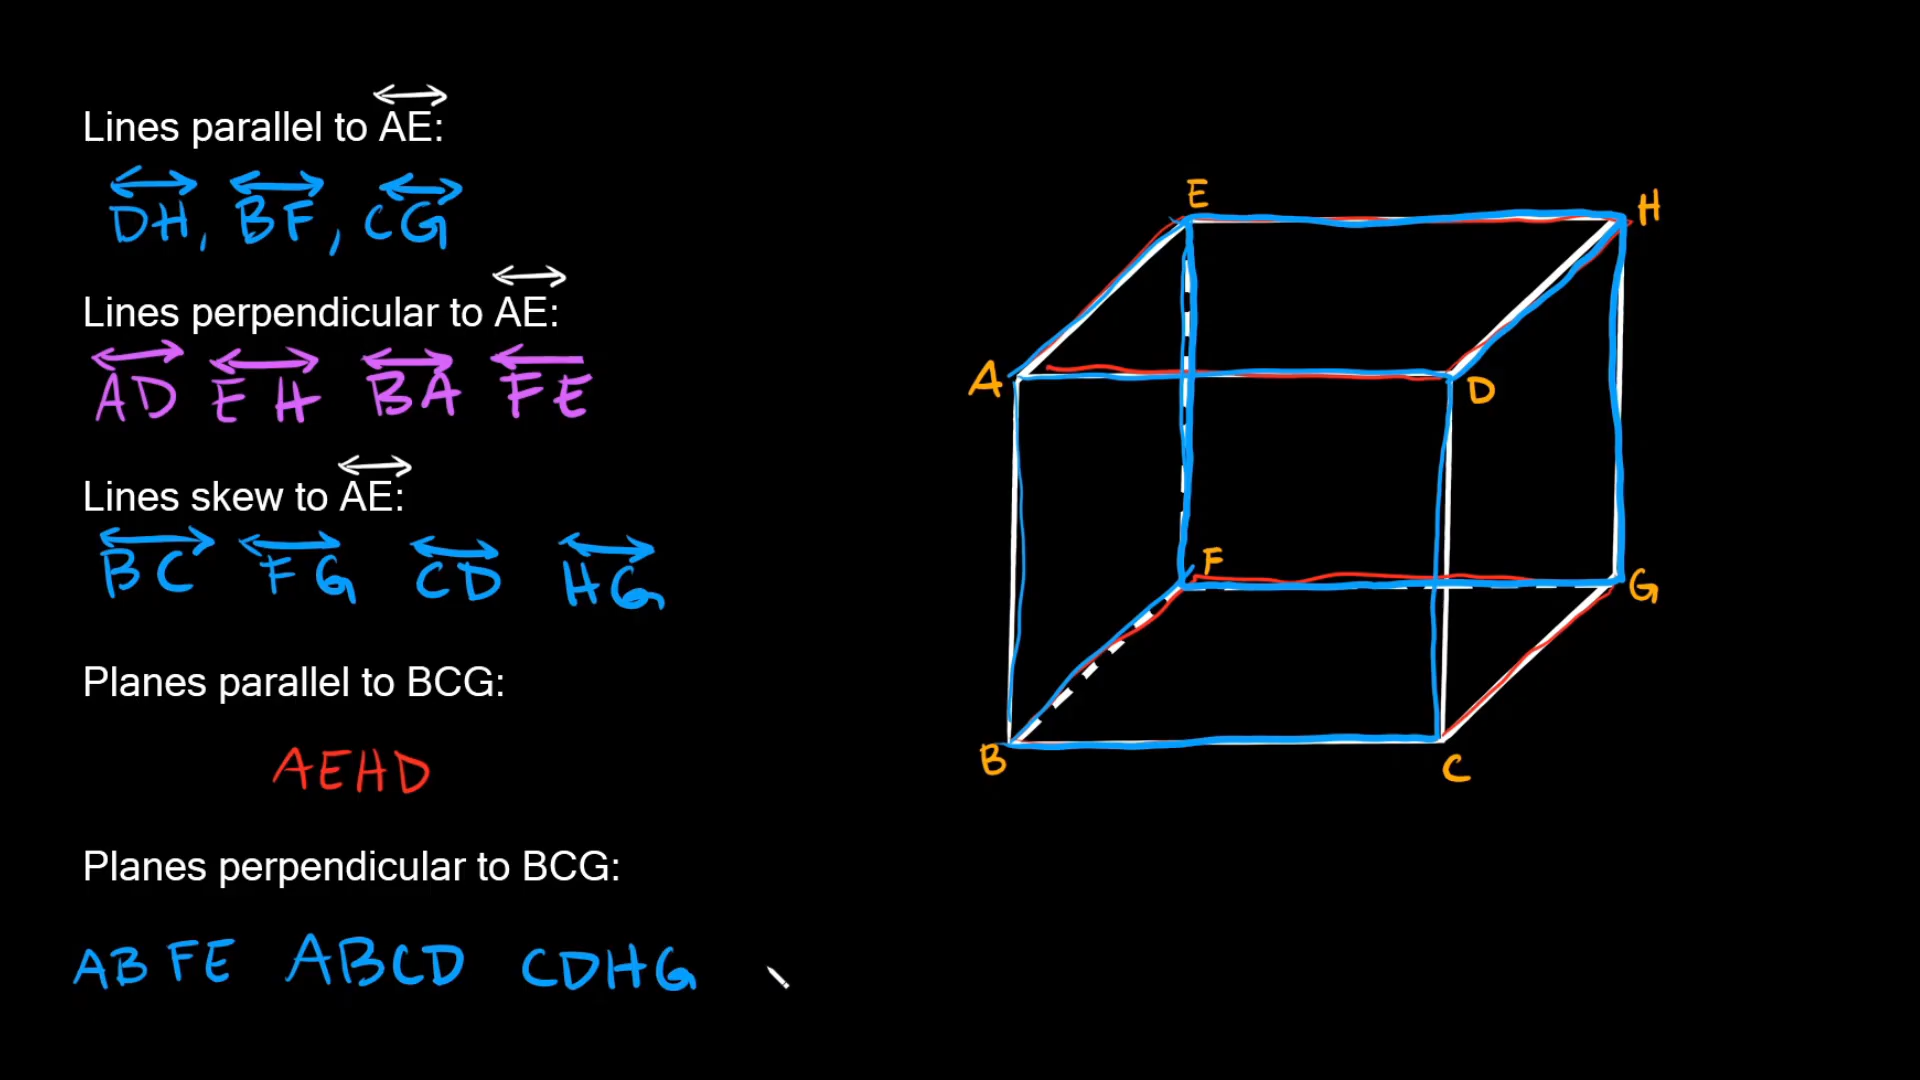 Lines parallel to AE:
DH, BF, CG
Lines perpendicular to AE:
AD EH BA FE
Lines skew to AE:
BC FG CD HG
Planes parallel to BCG:
AEHD
Planes perpendicular to BCG:
ABFE ABCD CDHG
E
H
A
D
F
G
B
C